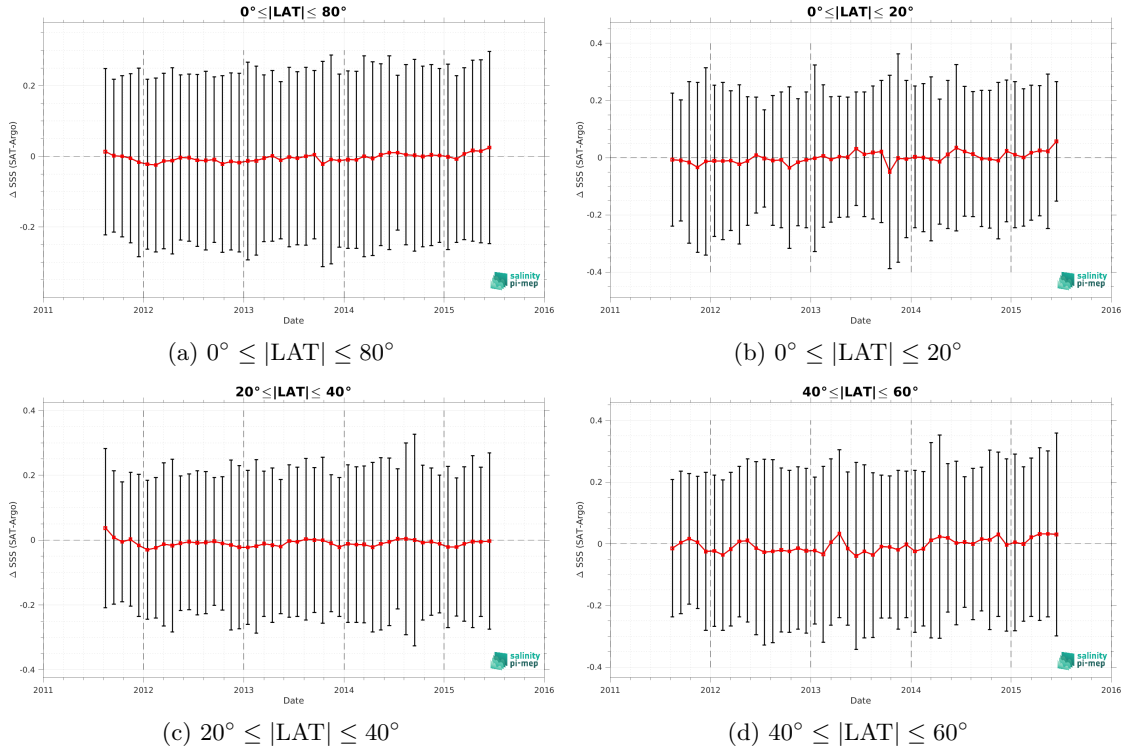 0°≤|LAT|≤ 80°
Δ SSS (SAT-Argo)
0.2
0
-0.2
2011
2012
2013
2014
2015
2016
Date
salinity
pi-mep
(a) 0° ≤ |LAT| ≤ 80°
0°≤|LAT|≤ 20°
Δ SSS (SAT-Argo)
0.4
0.2
0
-0.2
-0.4
2011
2012
2013
2014
2015
2016
Date
salinity
pi-mep
(b) 0° ≤ |LAT| ≤ 20°
20°≤|LAT|≤ 40°
Δ SSS (SAT-Argo)
0.4
0.2
0
-0.2
-0.4
2011
2012
2013
2014
2015
2016
Date
salinity
pi-mep
(c) 20° ≤ |LAT| ≤ 40°
40°≤|LAT|≤ 60°
Δ SSS (SAT-Argo)
0.4
0.2
0
-0.2
-0.4
2011
2012
2013
2014
2015
2016
Date
salinity
pi-mep
(d) 40° ≤ |LAT| ≤ 60°